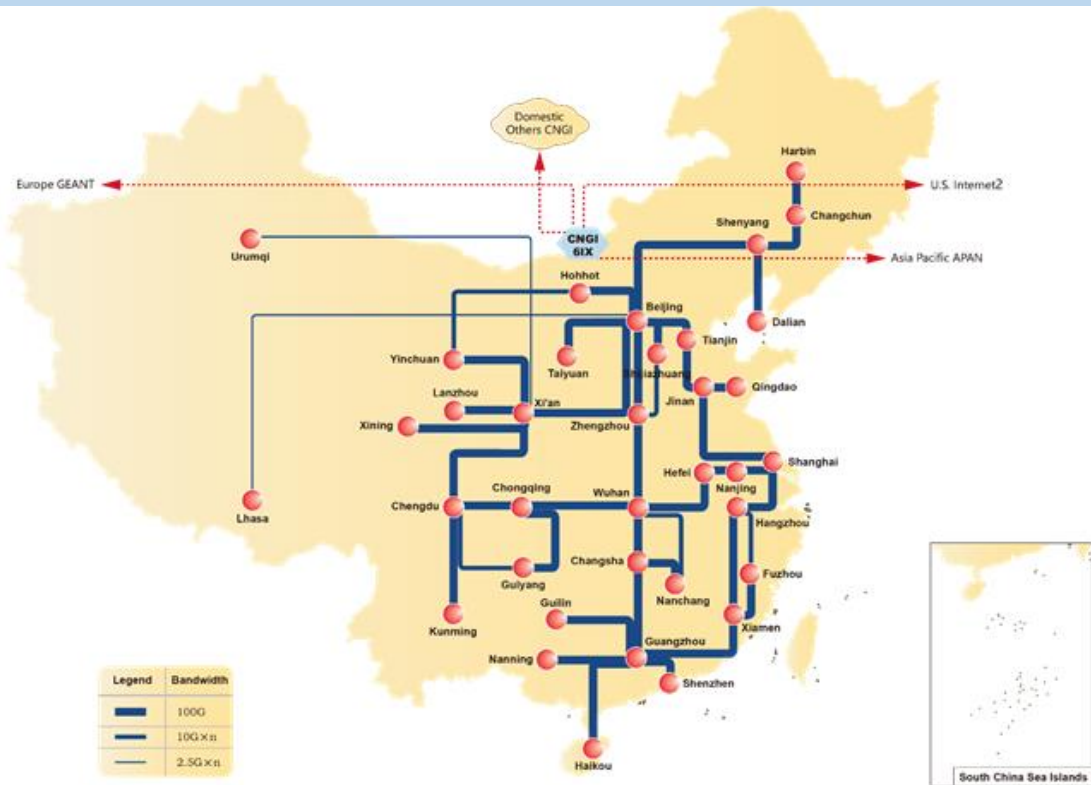 Domestic
Others CNGI
Harbin
Europe GEANT
U.S. Internet2
Changchun
Shenyang
CNGI
6IX
Urumqi
Asia Pacific APAN
Hohhot
Beijing
Dalian
Tianjin
Yinchuan
Taiyuan
Shijiazhuang
Lanzhou
Jinan
Qingdao
Xi'an
Xining
Zhengzhou
Shanghai
Hefei
Nanjing
Chongqing
Wuhan
Chengdu
Lhasa
Hangzhou
Changsha
Fuzhou
Guiyang
Nanchang
Guilin
Kunming
Xiamen
Guangzhou
Nanning
Shenzhen
Legend Bandwidth
100G
10G×n
2.5G×n
Haikou
South China Sea Islands